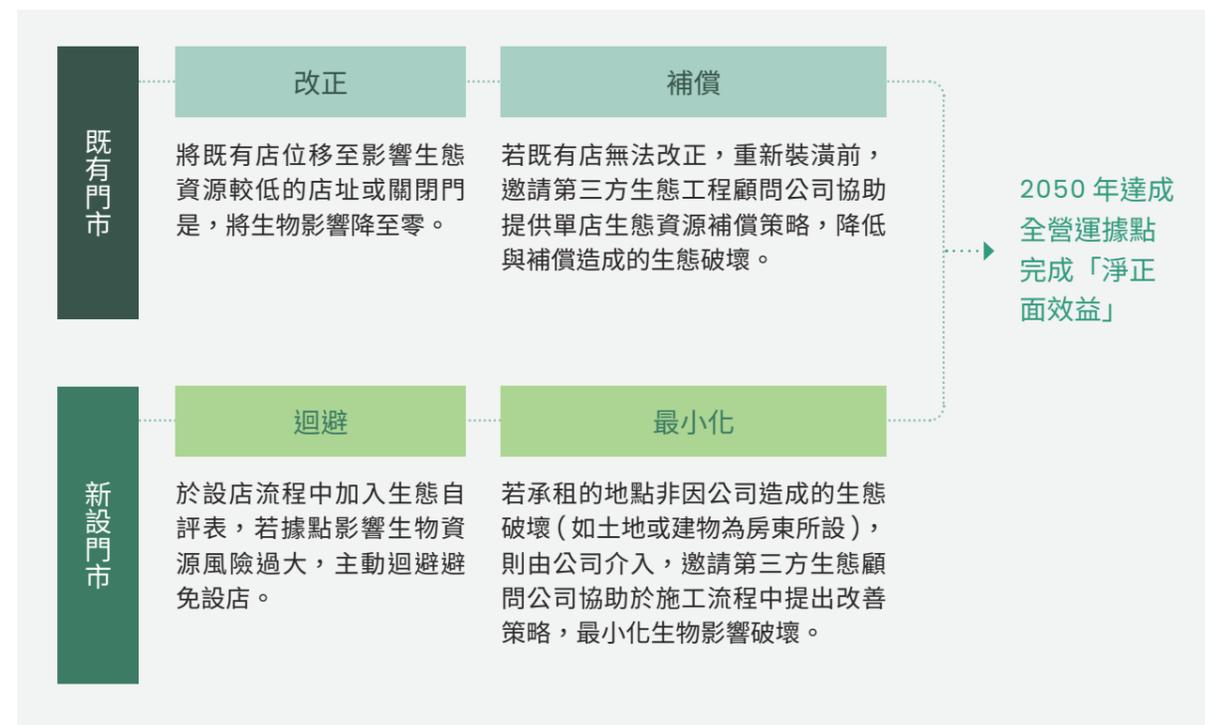 既有門市
改正
將既有店位移至影響生態
資源較低的店址或關閉門
是，將生物影響降至零。
補償
若既有店無法改正，重新裝潢前，
邀請第三方生態工程顧問公司協助
提供單店生態資源補償策略，降低
與補償造成的生態破壞。
新設門市
迴避
於設店流程中加入生態自
評表，若據點影響生物資
源風險過大，主動迴避避
免設店。
最小化
若承租的地點非因公司造成的生態
破壞 ( 如土地或建物為房東所設 )，
則由公司介入，邀請第三方生態顧
問公司協助於施工流程中提出改善
策略，最小化生物影響破壞。
2050 年達成
全營運據點
完成「淨正
面效益」